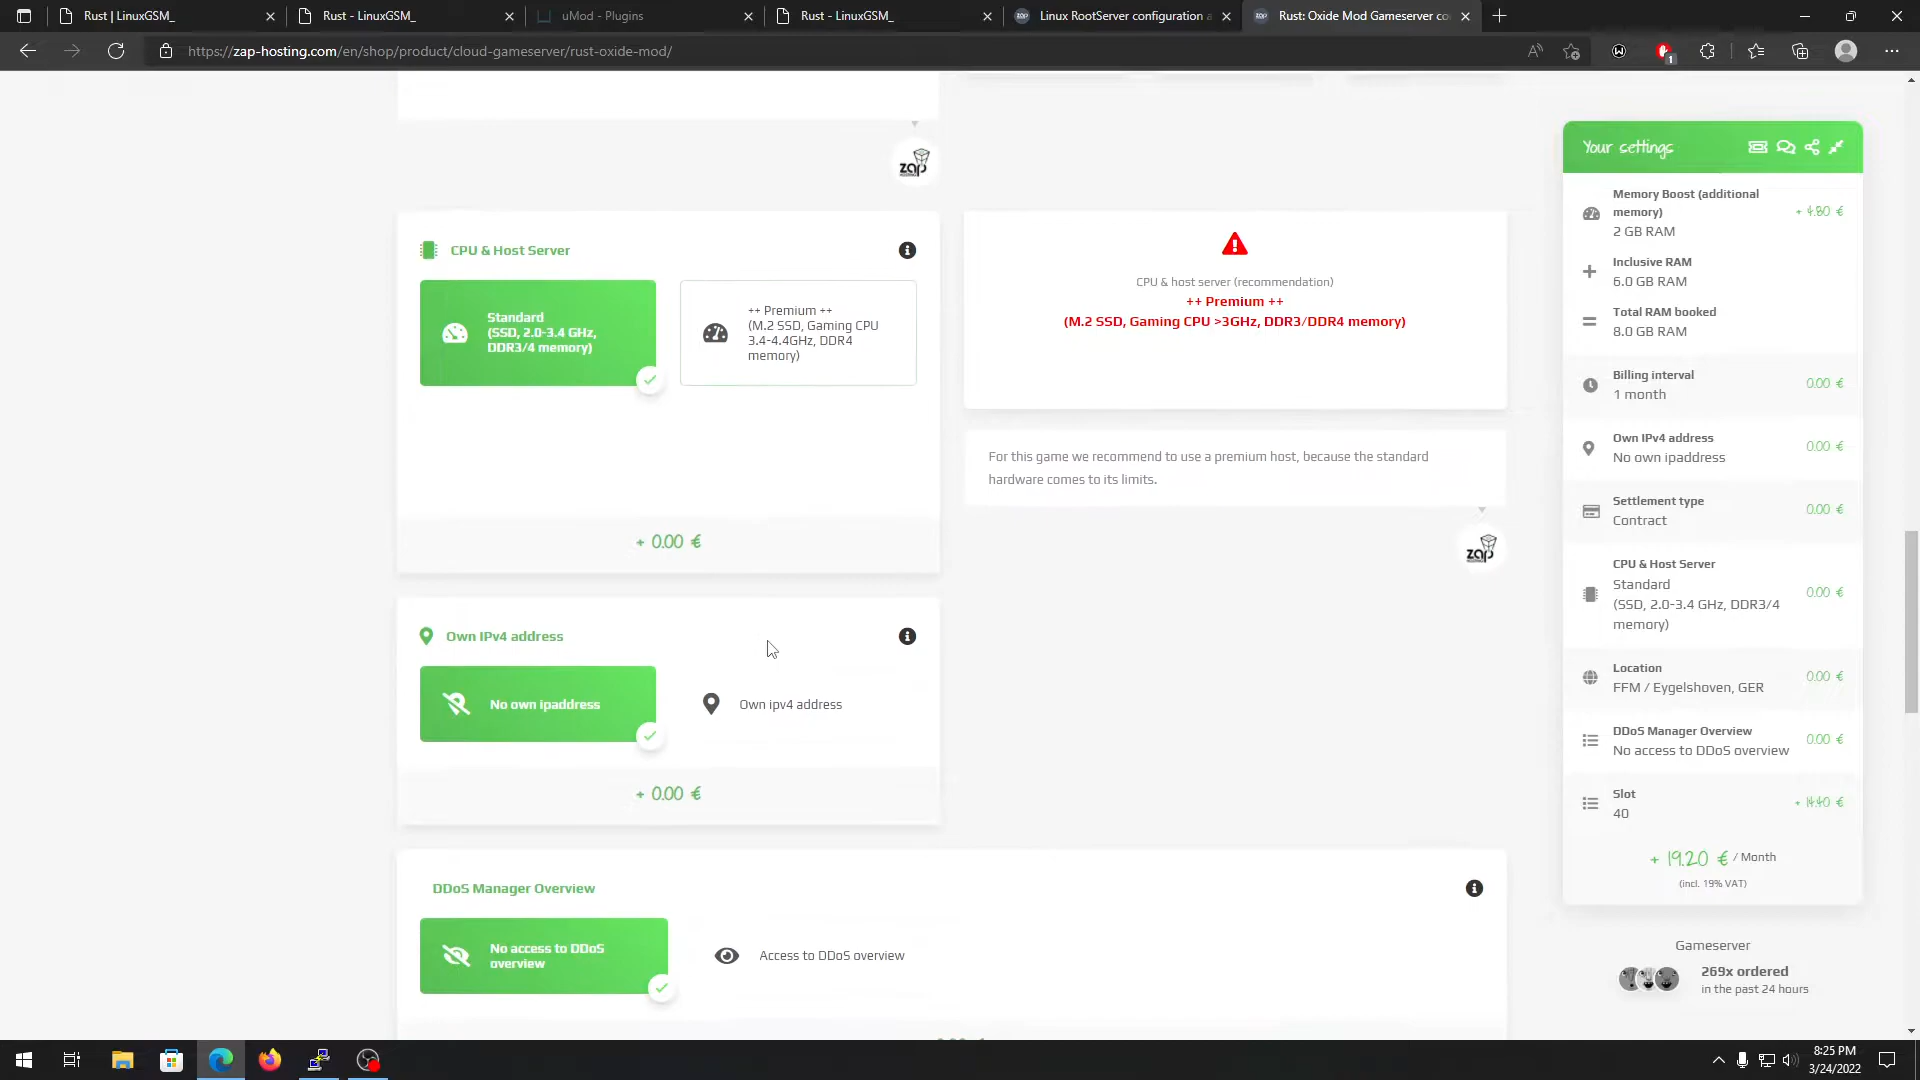 Rust | LinuxGSM_
Rust - LinuxGSM_
uMod - Plugins
Rust - LinuxGSM_
Linux RootServer configuration a
Rust: Oxide Mod Gameserver co
https://zap-hosting.com/en/shop/product/cloud-gameserver/rust-oxide-mod/
1
zap
CPU & Host Server
Standard
(SSD, 2.0-3.4 GHz,
DDR3/4 memory)
++ Premium ++
(M.2 SSD, Gaming CPU
3.4-4.4GHz, DDR4
memory)
+ 0.00 €
CPU & host server (recommendation)
++ Premium ++
(M.2 SSD, Gaming CPU >3GHz, DDR3/DDR4 memory)
For this game we recommend to use a premium host, because the standard
hardware comes to its limits.
zap
Own IPv4 address
No own ipaddress
Own ipv4 address
+ 0.00 €
DDoS Manager Overview
No access to DDoS
overview
Access to DDoS overview
Your settings
Memory Boost (additional
memory)
2 GB RAM
+ 4.80 €
Inclusive RAM
6.0 GB RAM
Total RAM booked
8.0 GB RAM
Billing interval
1 month
0.00 €
Own IPv4 address
No own ipaddress
0.00 €
Settlement type
Contract
0.00 €
CPU & Host Server
Standard
(SSD, 2.0-3.4 GHz, DDR3/4
memory)
0.00 €
Location
FFM / Eygelshoven, GER
0.00 €
DDoS Manager Overview
No access to DDoS overview
0.00 €
Slot
40
+ 14.40 €
+ 19.20 € / Month
(incl. 19% VAT)
Gameserver
269x ordered
in the past 24 hours
8:25 PM
3/24/2022